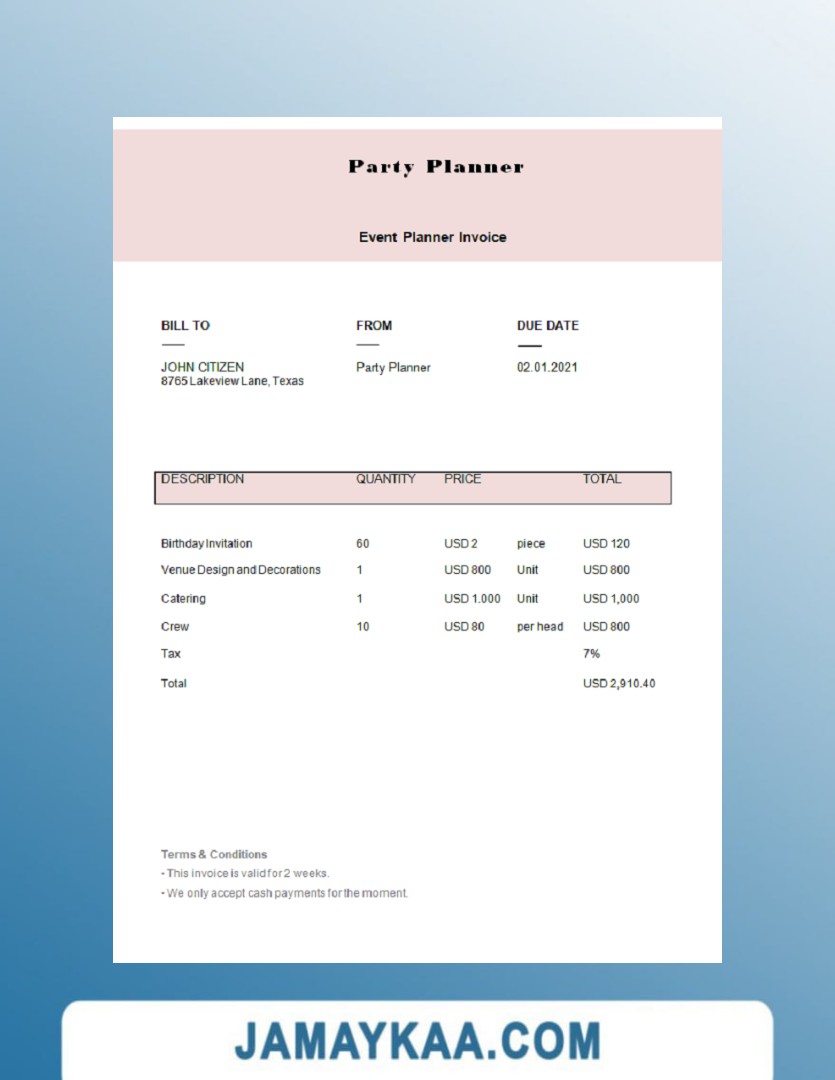 Party Planner
Event Planner Invoice
BILL TO FROM DUE DATE
JOHN CITIZEN Party Planner 02.01.2021
8765 Lakeview Lane, Texas
DESCRIPTION QUANTITY PRICE TOTAL
Birthday Invitation 60 USD 2 piece USD 120
Venue Design and Decorations 1 USD 800 Unit USD 800
Catering 1 USD 1.000 Unit USD 1,000
Crew 10 USD 80 per head USD 800
Tax 7%
Total USD 2,910.40
Terms & Conditions
- This invoice is valid for 2 weeks.
- We only accept cash payments for the moment.
JAMAYKAA.COM